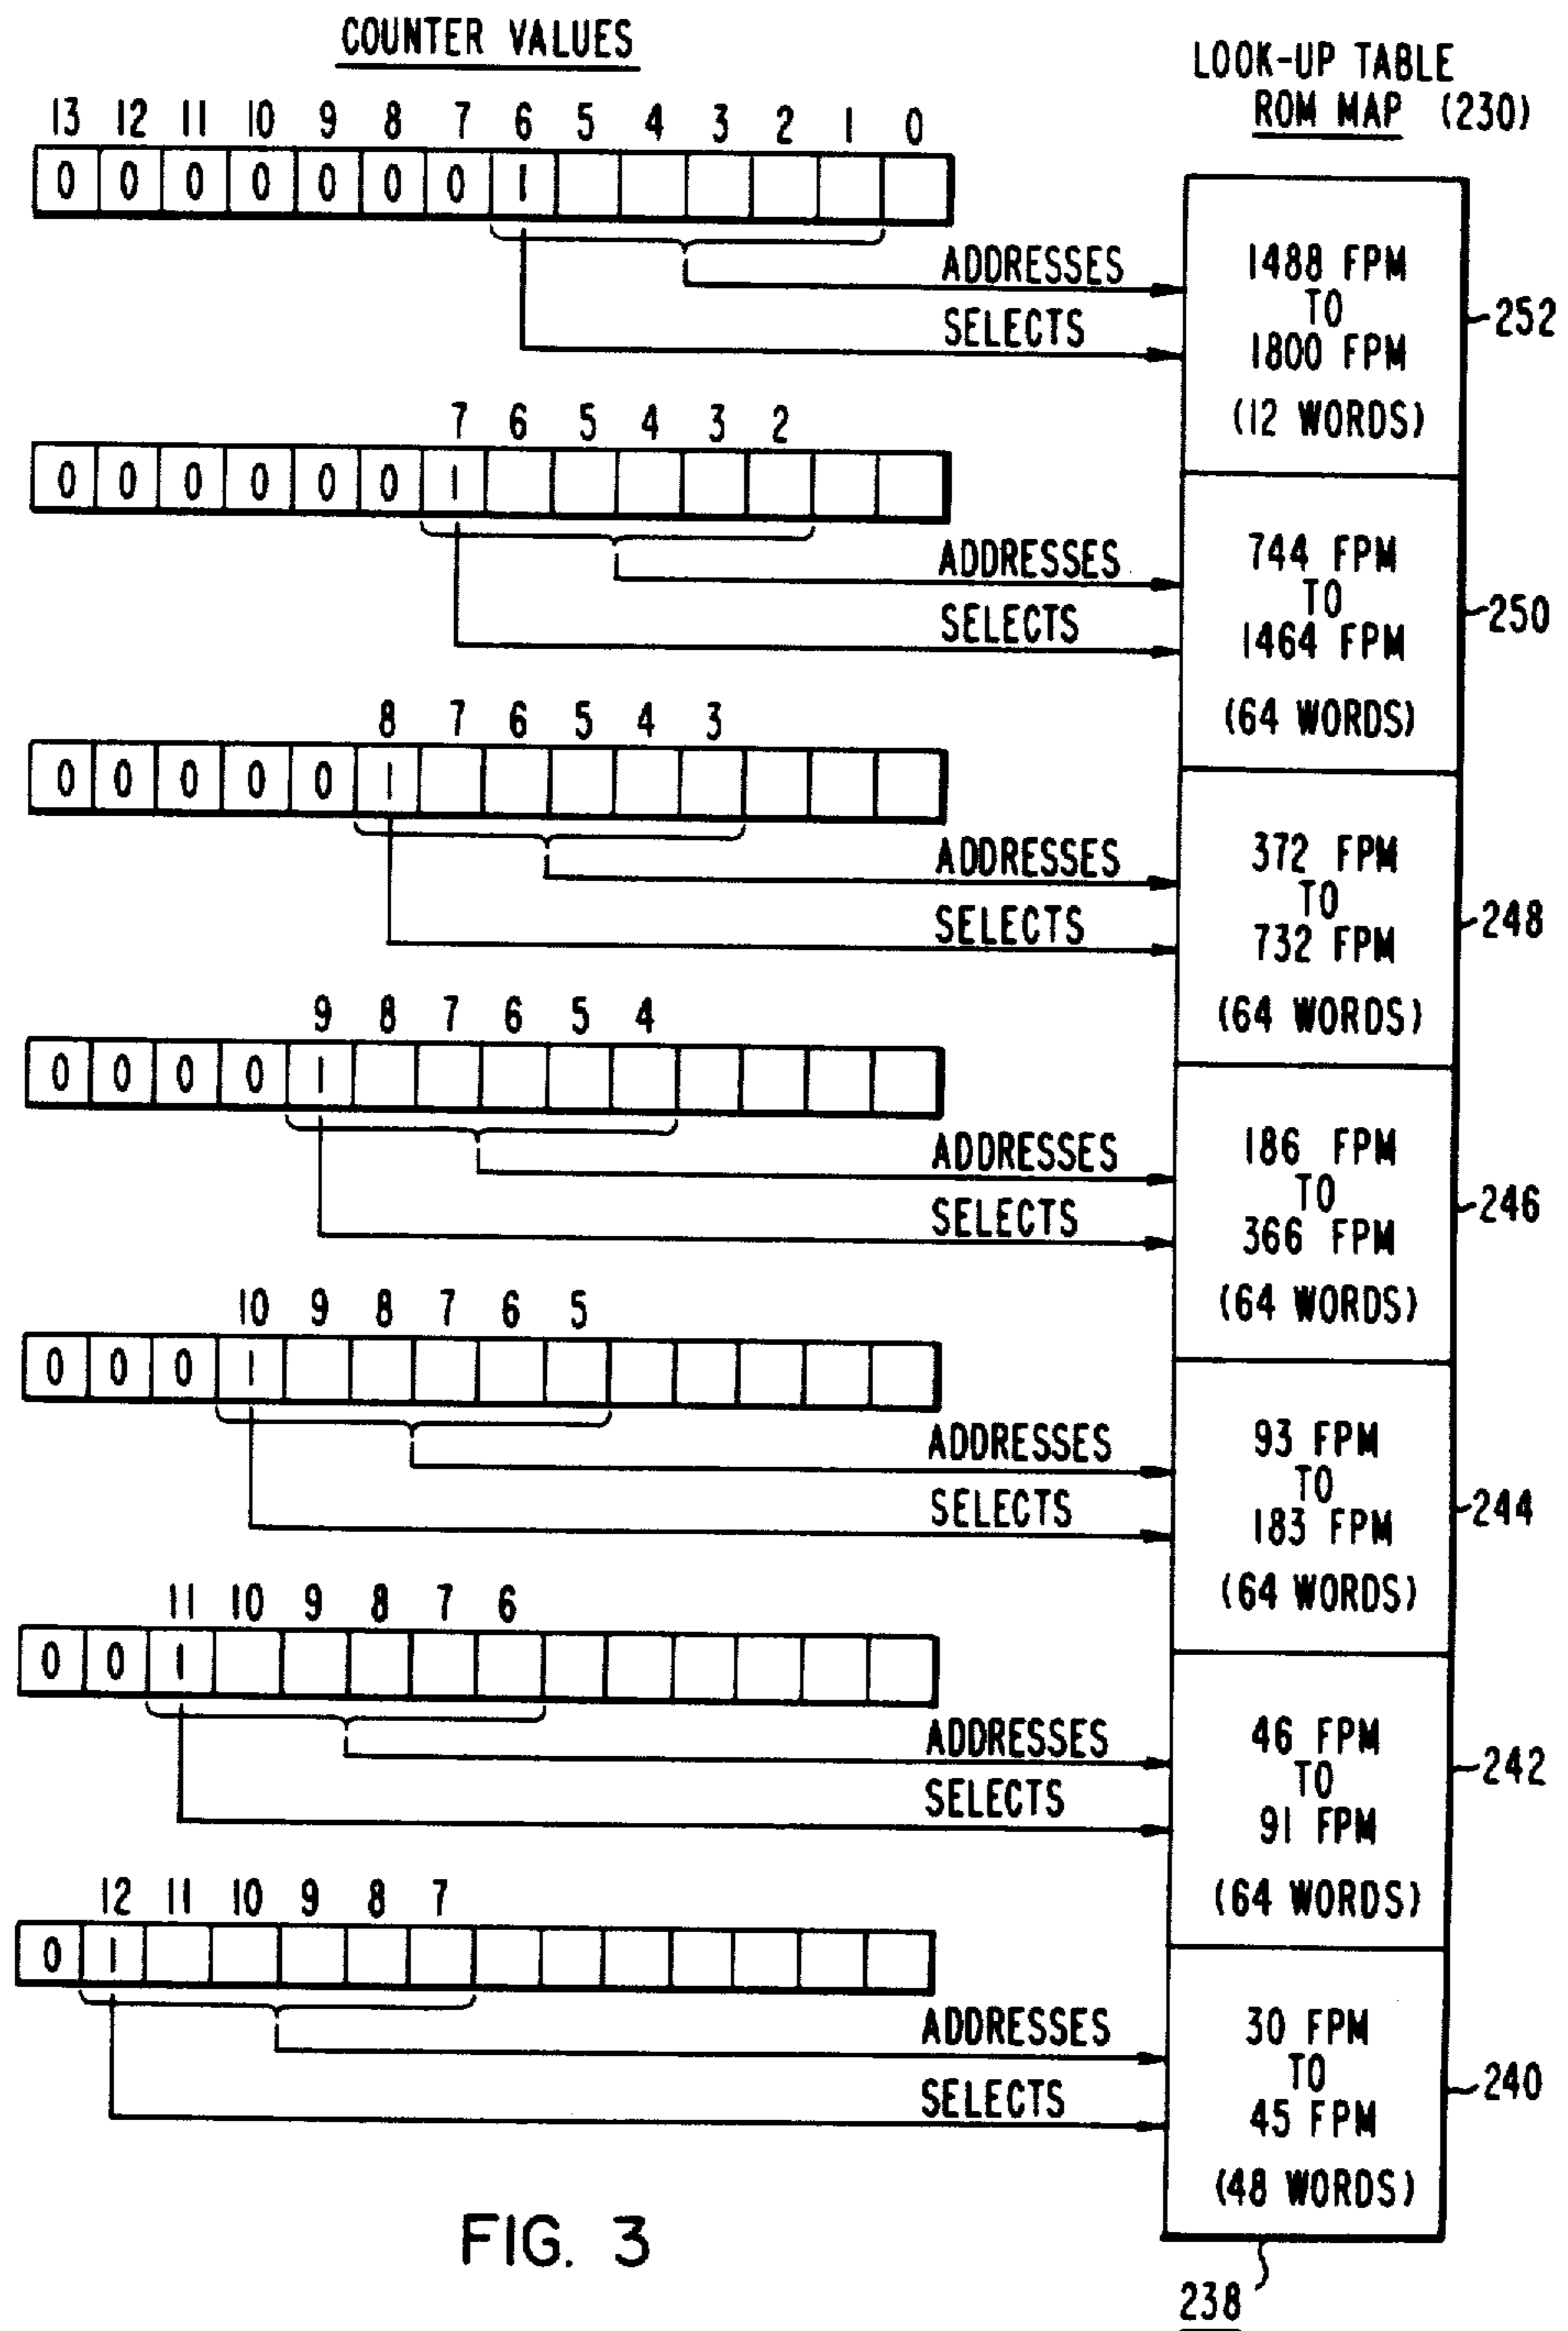 COUNTER VALUES
LOOK-UP TABLE
ROM MAP (230)
13 12 11 10 9 8 7 6 5 4 3 2 1 0
0 0 0 0 0 0 0 1
ADDRESSES
SELECTS
1488 FPM
TO
1800 FPM
(12 WORDS)
252
7 6 5 4 3 2
0 0 0 0 0 0 1
ADDRESSES
SELECTS
744 FPM
TO
1464 FPM
(64 WORDS)
250
8 7 6 5 4 3
0 0 0 0 0 1
ADDRESSES
SELECTS
372 FPM
TO
732 FPM
(64 WORDS)
248
9 8 7 6 5 4
0 0 0 0 1
ADDRESSES
SELECTS
186 FPM
TO
366 FPM
(64 WORDS)
246
10 9 8 7 6 5
0 0 0 1
ADDRESSES
SELECTS
93 FPM
TO
183 FPM
(64 WORDS)
244
11 10 9 8 7 6
0 0 1
ADDRESSES
SELECTS
46 FPM
TO
91 FPM
(64 WORDS)
242
12 11 10 9 8 7
0 1
ADDRESSES
SELECTS
30 FPM
TO
45 FPM
(48 WORDS)
240
FIG. 3
238